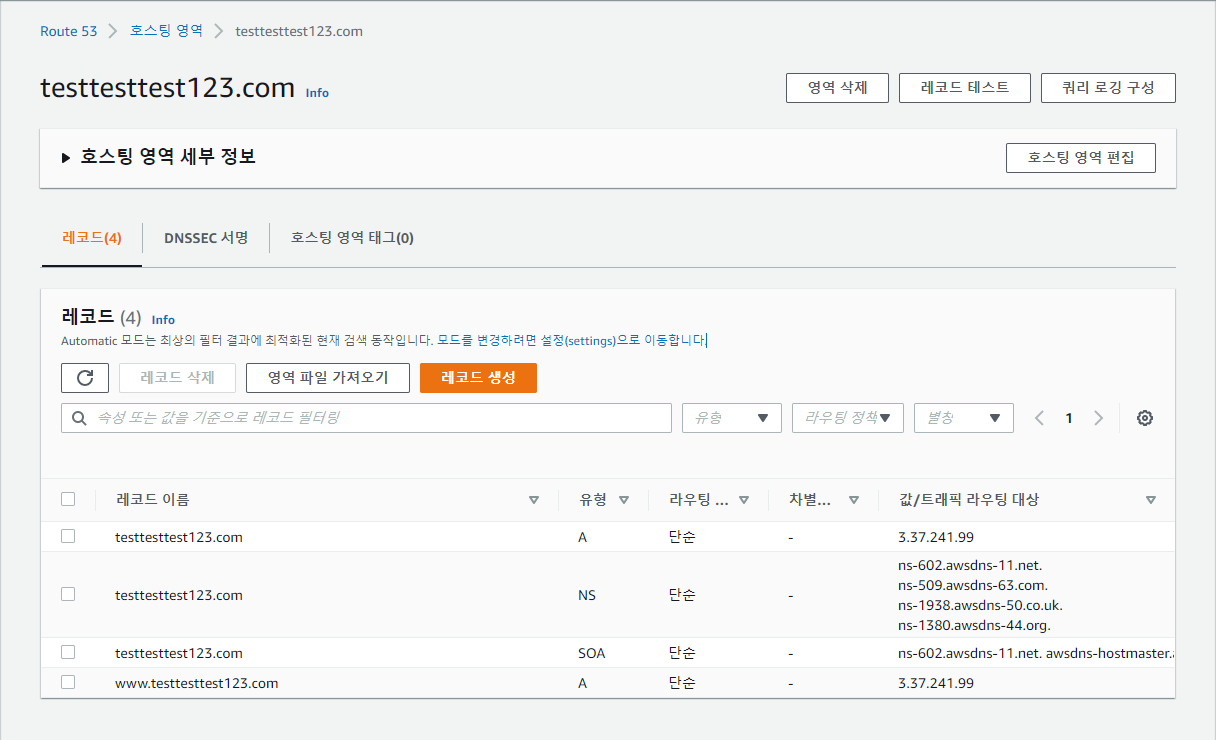 Route 53 > 호스팅 영역 > testtesttest123.com
testtesttest123.com Info
영역 삭제 레코드 테스트 쿼리 로깅 구성
호스팅 영역 세부 정보 호스팅 영역 편집
레코드(4) DNSSEC 서명 호스팅 영역 태그(0)
레코드 (4) Info
Automatic 모드는 최상의 필터 결과에 최적화된 현재 검색 동작입니다. 모드를 변경하려면 설정(settings)으로 이동합니다.
레코드 삭제 영역 파일 가져오기 레코드 생성
속성 또는 값을 기준으로 레코드 필터링 유형 라우팅 정책 별칭 1
레코드 이름 유형 라우팅 ... 차별... 값/트래픽 라우팅 대상
testtesttest123.com A 단순 - 3.37.241.99
testtesttest123.com NS 단순 - ns-602.awsdns-11.net.
ns-509.awsdns-63.com.
ns-1938.awsdns-50.co.uk.
ns-1380.awsdns-44.org.
testtesttest123.com SOA 단순 - ns-602.awsdns-11.net. awsdns-hostmaster.
www.testtesttest123.com A 단순 - 3.37.241.99